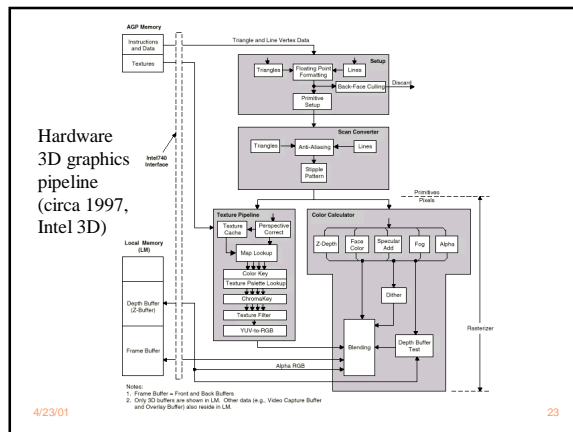 AGP Memory
Instructions
and Data
Textures
Triangle and Line Vertex Data
Setup
Triangles
Floating Point
Formatting
Lines
Back-Face Culling
Discard
Primitive
Setup
Hardware
3D graphics
pipeline
(circa 1997,
Intel 3D)
Intel740
Interface
Scan Converter
Triangles
Anti-Aliasing
Lines
Stipple
Pattern
Primitives
Pixels
Texture Pipeline
Texture
Cache
Perspective
Correct
Map Lookup
Color Key
Texture Palette Lookup
ChromaKey
Texture Filter
YUV-to-RGB
Color Calculator
Z-Depth
Face
Color
Specular
Add
Fog
Alpha
Dither
Blending
Depth Buffer
Test
Rasterizer
Local Memory
(LM)
Depth Buffer
(Z-Buffer)
Frame Buffer
Alpha RGB
Notes:
1. Frame Buffer = Front and Back Buffers
2. Only 3D buffers are shown in LM. Other data (e.g., Video Capture Buffer
and Overlay Buffer) also reside in LM.
4/23/01
23